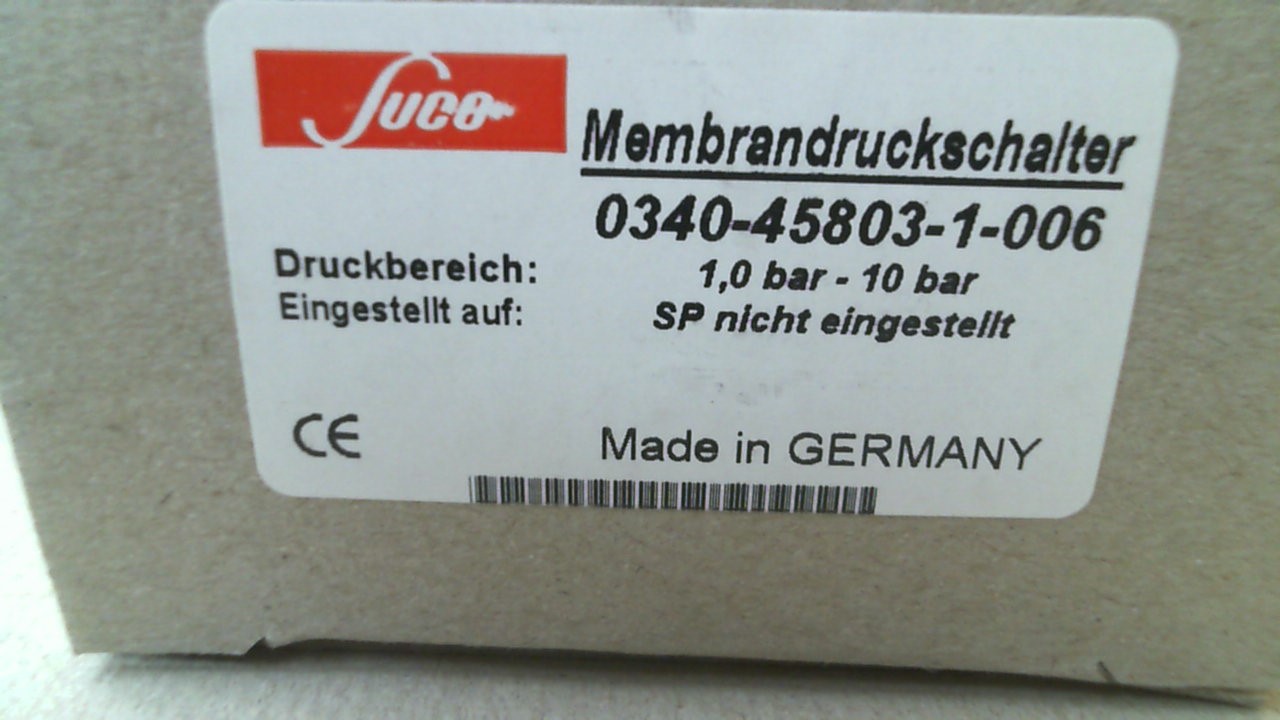 Suco
Membrandruckschalter
0340-45803-1-006
Druckbereich: 1,0 bar - 10 bar
Eingestellt auf: SP nicht eingestellt
CE
Made in GERMANY